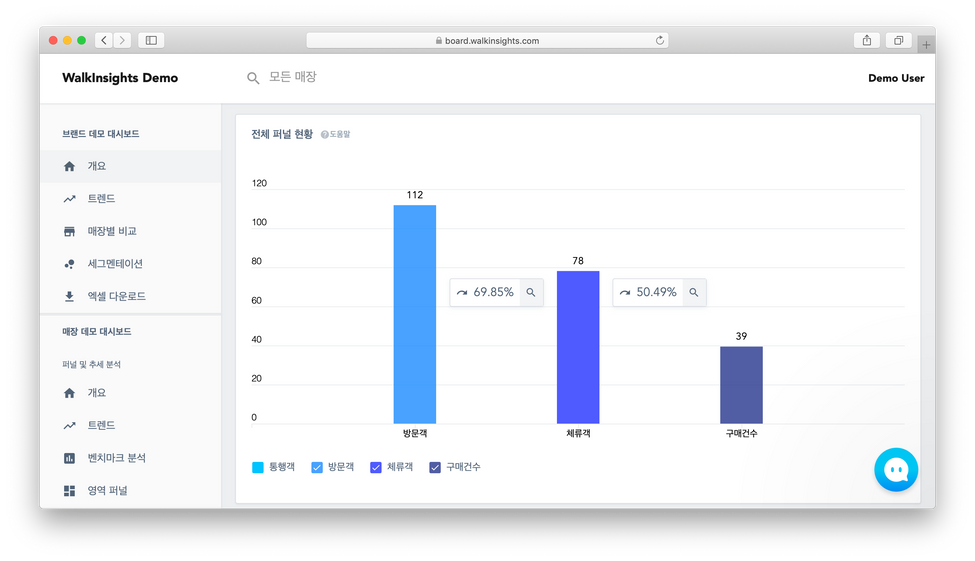 board.walkinsights.com
WalkInsights Demo
모든 매장
Demo User
브랜드 데모 대시보드
개요
트렌드
매장별 비교
세그멘테이션
엑셀 다운로드
매장 데모 대시보드
퍼널 및 추세 분석
개요
트렌드
벤치마크 분석
영역 퍼널
전체 퍼널 현황 ?도움말
120
100
80
60
40
20
0
112
69.85%
78
50.49%
39
방문객
체류객
구매건수
통행객 방문객 체류객 구매건수